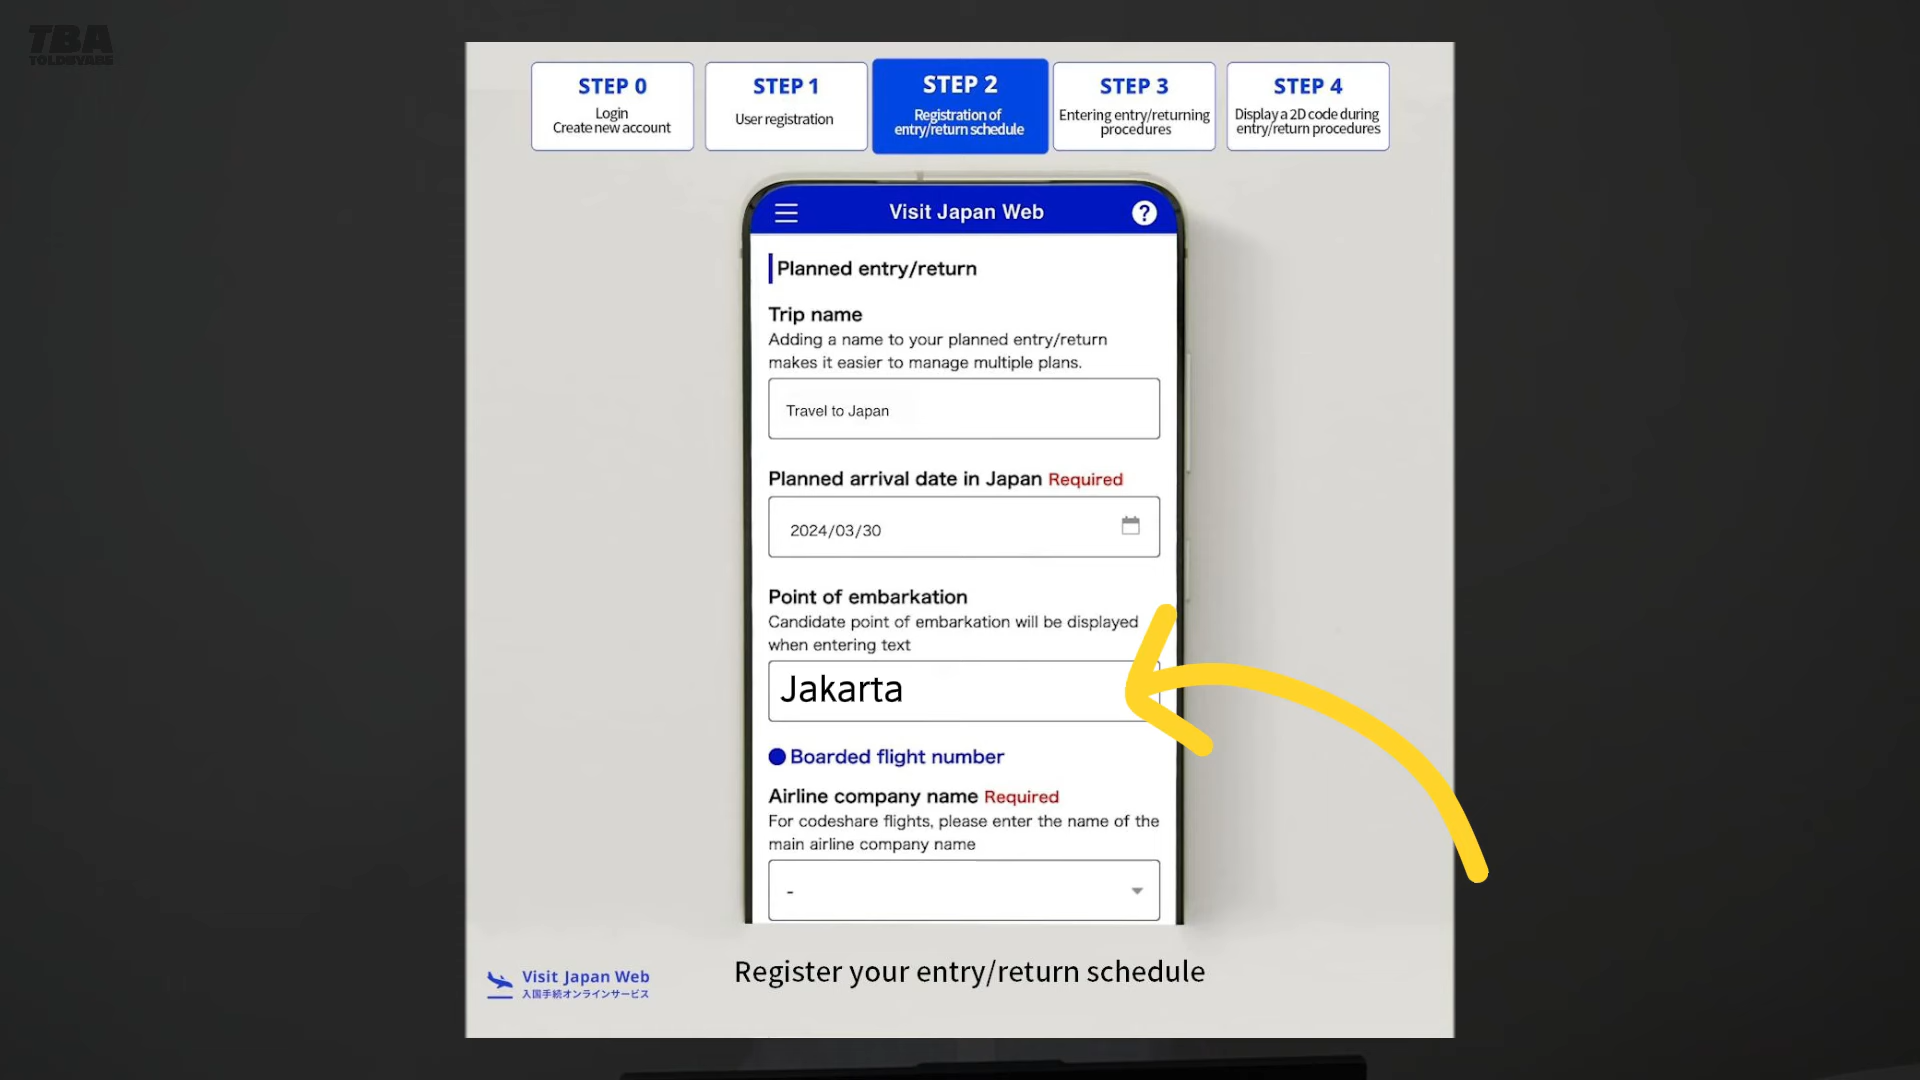 TBA
TOLDBYABS
STEP 0
Login
Create new account
STEP 1
User registration
STEP 2
Registration of
entry/return schedule
STEP 3
Entering entry/returning
procedures
STEP 4
Display a 2D code during
entry/return procedures
Visit Japan Web
?
Planned entry/return
Trip name
Adding a name to your planned entry/return
makes it easier to manage multiple plans.
Travel to Japan
Planned arrival date in Japan Required
2024/03/30
Point of embarkation
Candidate point of embarkation will be displayed
when entering text
Jakarta
Boarded flight number
Airline company name Required
For codeshare flights, please enter the name of the
main airline company name
-
Visit Japan Web
入国手続オンラインサービス
Register your entry/return schedule